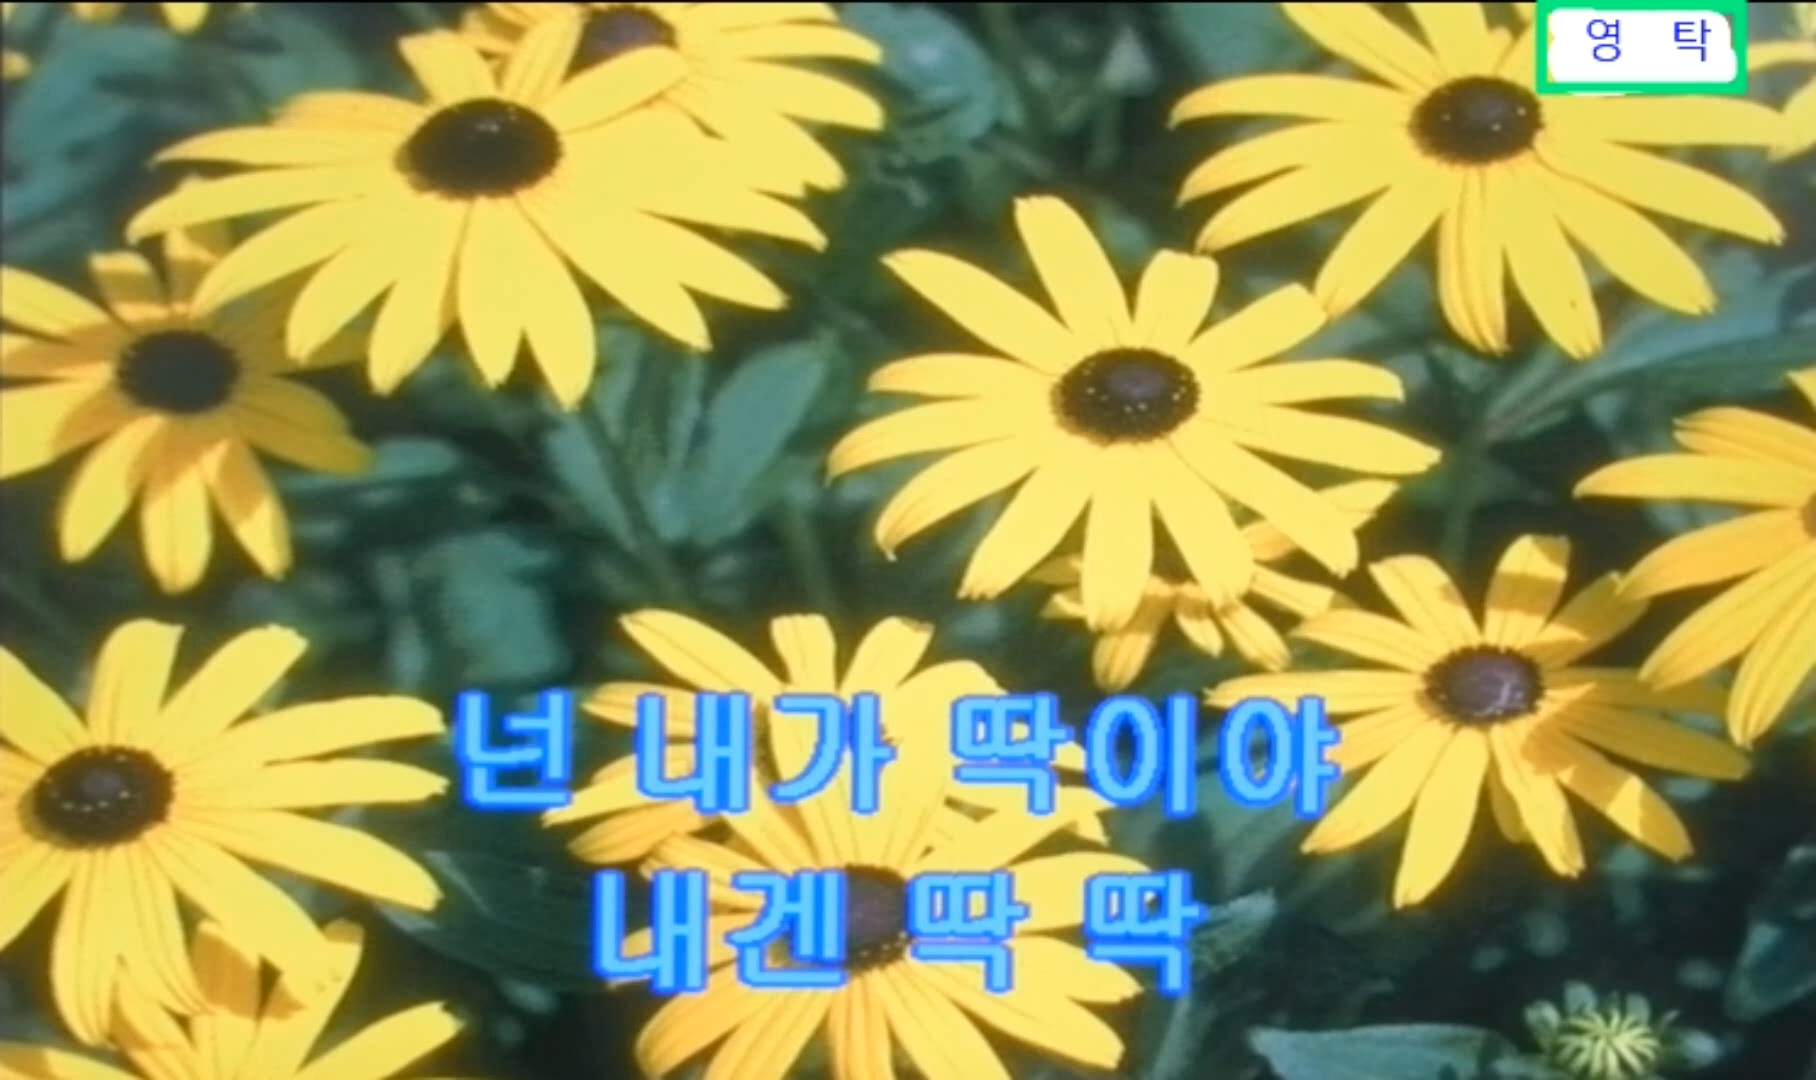 영 탁
넌 내가 딱이야
내겐 딱 딱